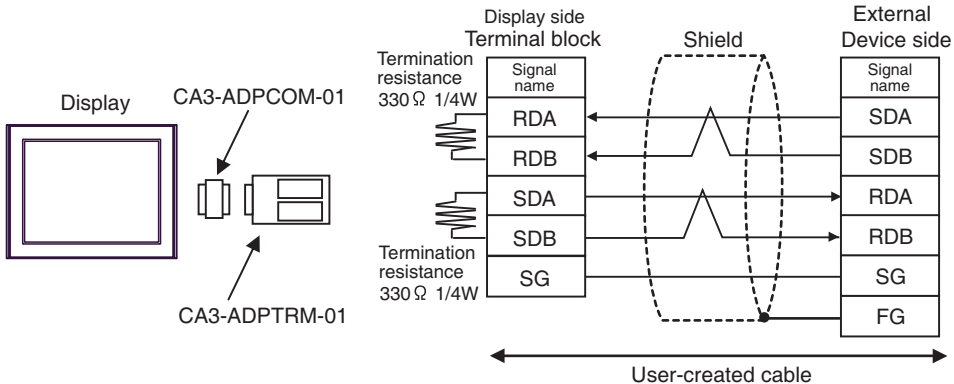 Display
CA3-ADPCOM-01
CA3-ADPTRM-01
Display side
Terminal block
Shield
External
Device side
Termination
resistance
330 Ω 1/4W
Termination
resistance
330 Ω 1/4W
Signal
name
RDA
RDB
SDA
SDB
SG
Signal
name
SDA
SDB
RDA
RDB
SG
FG
User-created cable